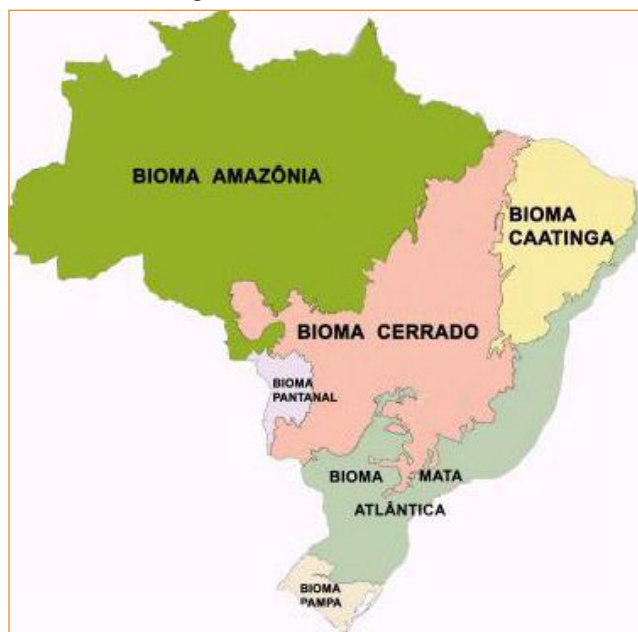 BIOMA AMAZÔNIA
BIOMA
CAATINGA
BIOMA CERRADO
BIOMA
PANTANAL
BIOMA MATA
ATLÂNTICA
BIOMA
PAMPA